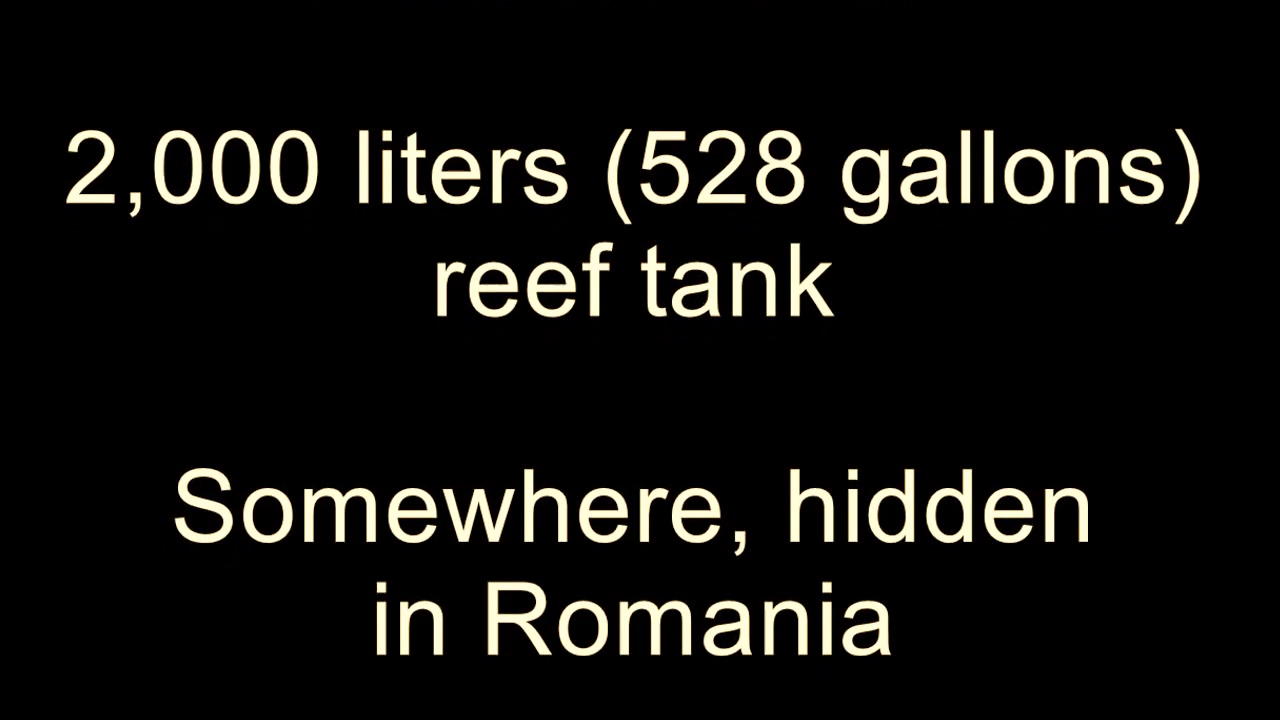 2,000 liters (528 gallons)
reef tank
Somewhere, hidden
in Romania